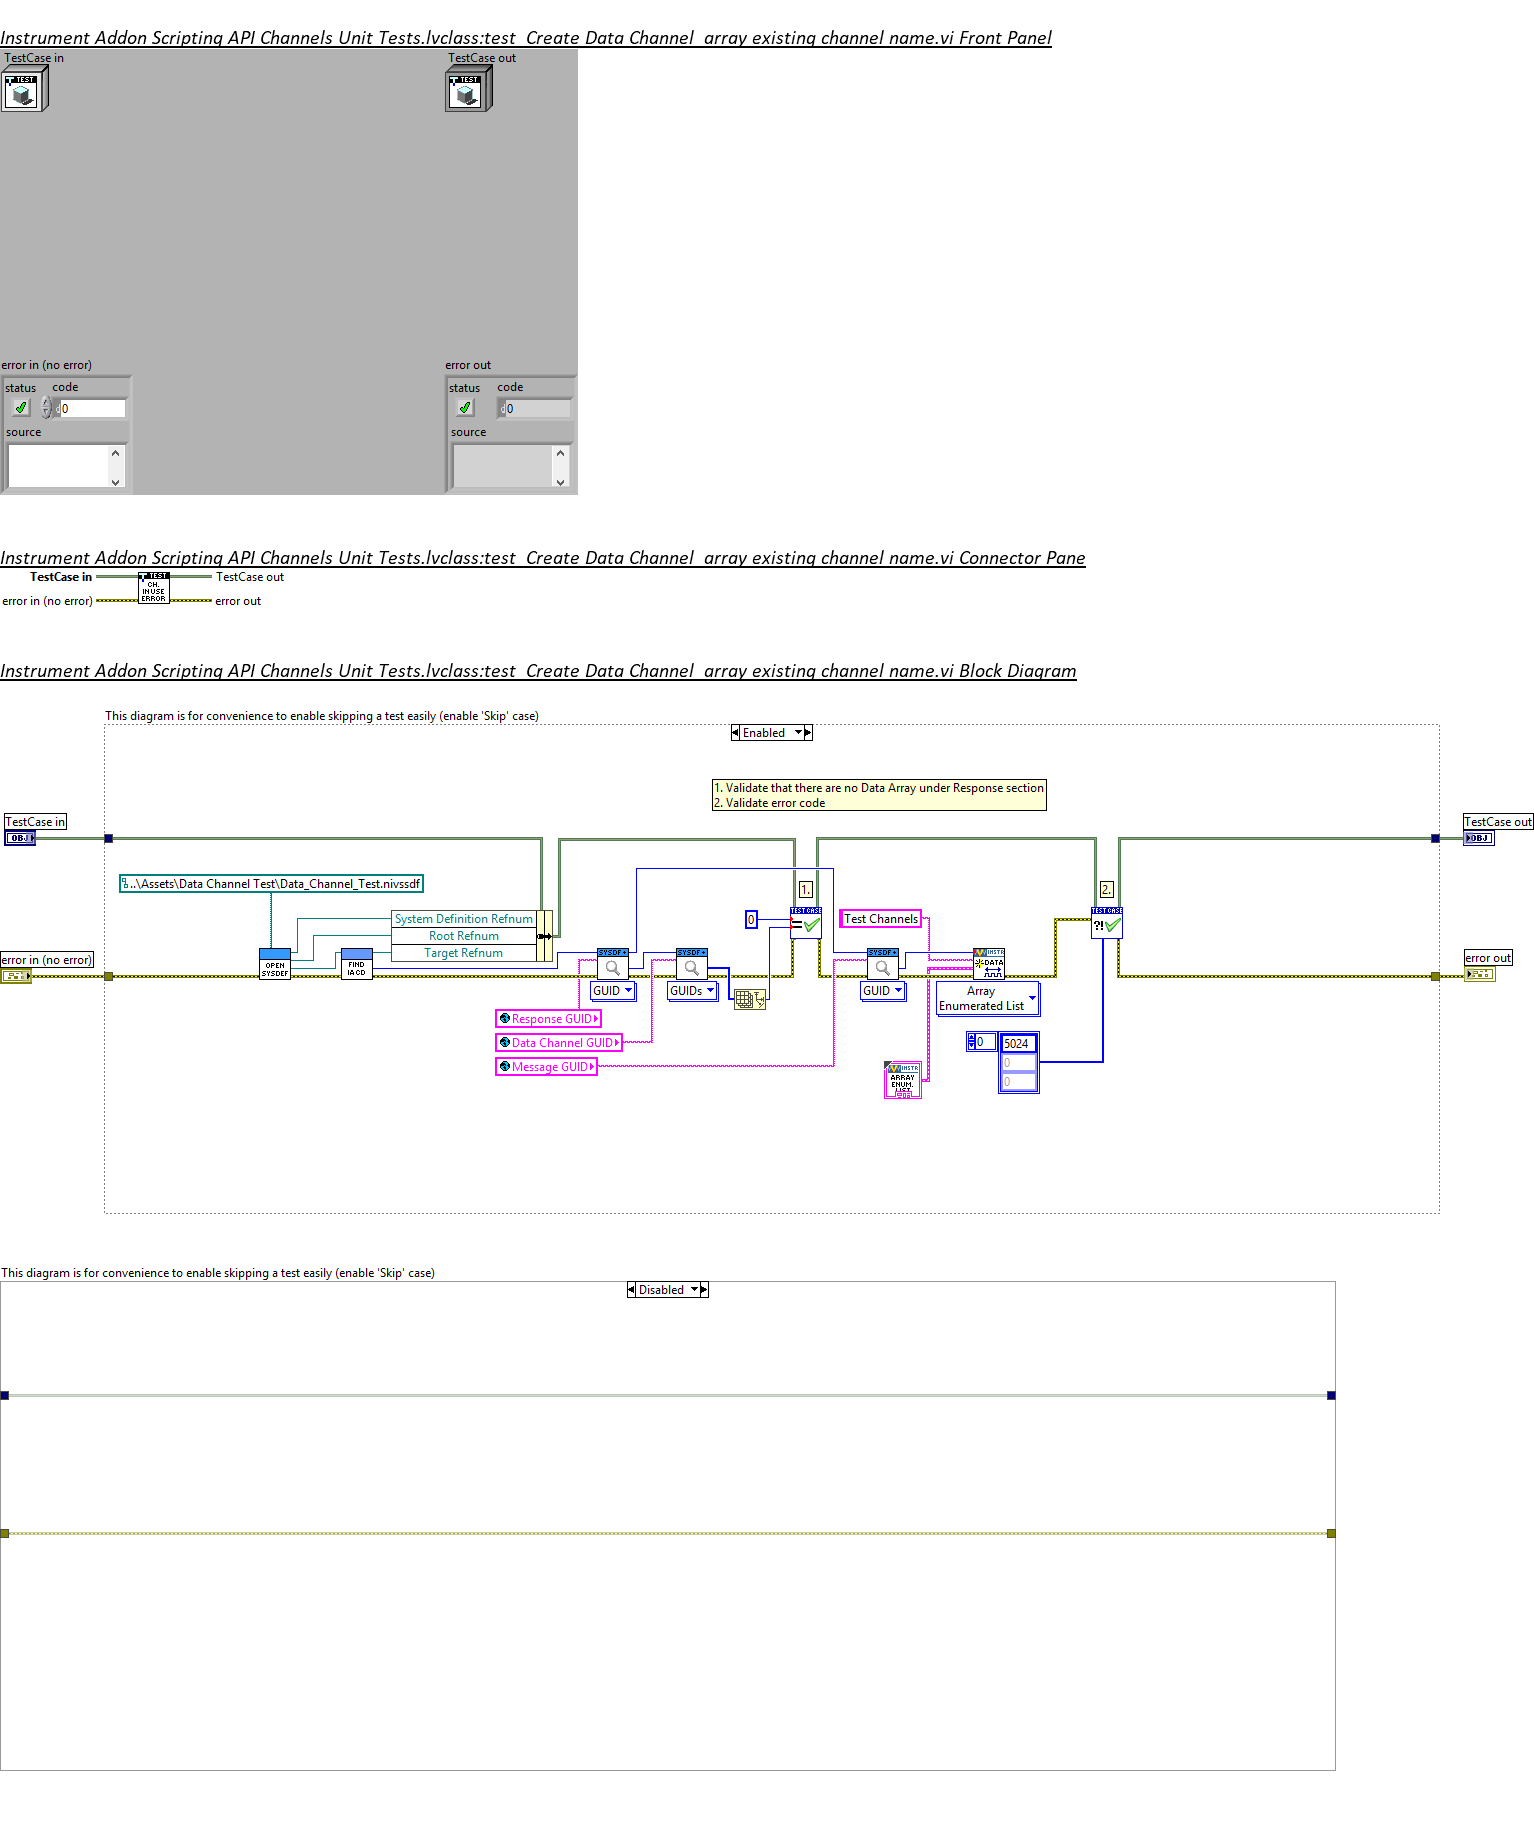 Instrument Addon Scripting API Channels Unit Tests.lvclass:test  Create Data Channel  array existing channel name.vi Front Panel
TestCase in
TestCase out
TEST
TEST
error in (no error)
error out
status
code
status
code
d0
d0
source
source
Instrument Addon Scripting API Channels Unit Tests.lvclass:test  Create Data Channel  array existing channel name.vi Connector Pane
TestCase in
TEST
CH.
IN USE
ERROR
TestCase out
error in (no error)
error out
Instrument Addon Scripting API Channels Unit Tests.lvclass:test  Create Data Channel  array existing channel name.vi Block Diagram
This diagram is for convenience to enable skipping a test easily (enable 'Skip' case)
Enabled
1. Validate that there are no Data Array under Response section
2. Validate error code
TestCase in
OBJ
TestCase out
OBJ
..\Assets\Data Channel Test\Data_Channel_Test.nivssdf
1.
2.
System Definition Refnum
Root Refnum
Target Refnum
0
TEST CASE
=
Test Channels
TEST CASE
?!
error in (no error)
error out
OPEN
SYSDEF
FIND
IA CD
SYSDF
GUID
SYSDF
GUIDs
SYSDF
GUID
INSTR
DATA
Array
Enumerated List
Response GUID
Data Channel GUID
Message GUID
0
5024
0
0
INSTR
ARRAY
ENUM.
LIST
This diagram is for convenience to enable skipping a test easily (enable 'Skip' case)
Disabled